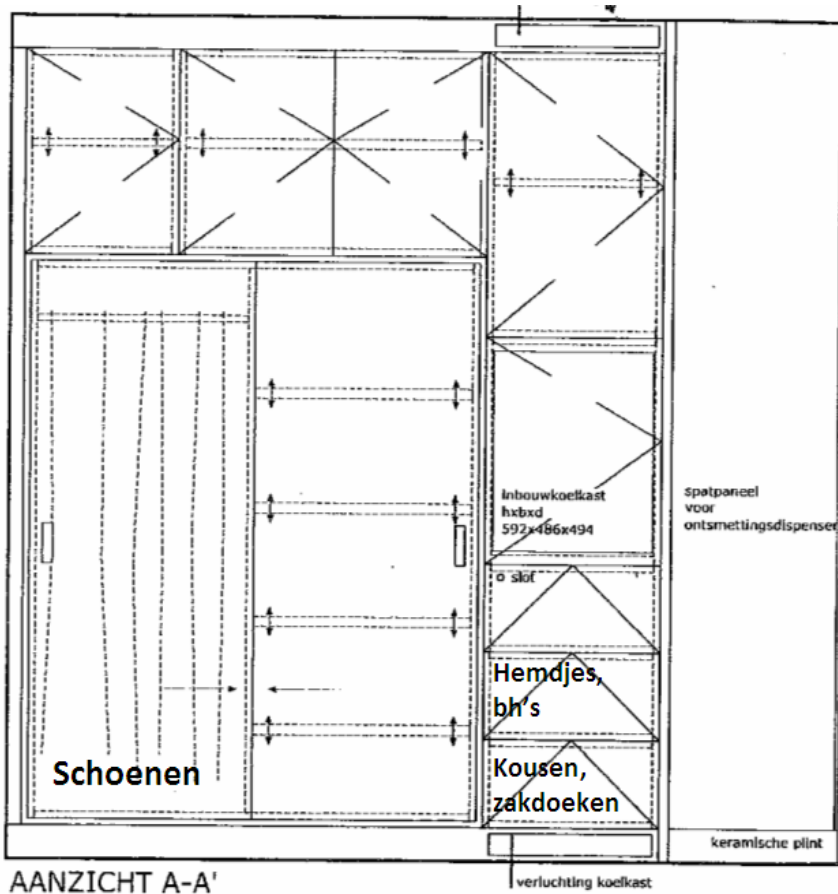 Inbouwkoelkast
hxbxd
592x486x494
spatpaneel
voor
ontsmettingsdispenser
o slot
Hemdjes,
bh's
Schoenen
Kousen,
zakdoeken
keramische plint
AANZICHT A-A'
verluchting koelkast